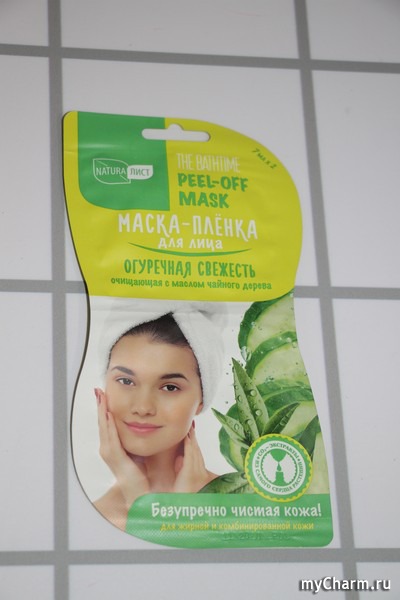 NATURA ЛИСТ
THE BATHTIME
PEEL-OFF
MASK
7 мл x 2
МАСКА-ПЛЁНКА
для лица
ОГУРЕЧНАЯ СВЕЖЕСТЬ
очищающая с маслом чайного дерева
Безупречно чистая кожа!
для жирной и комбинированной кожи
myCharm.ru